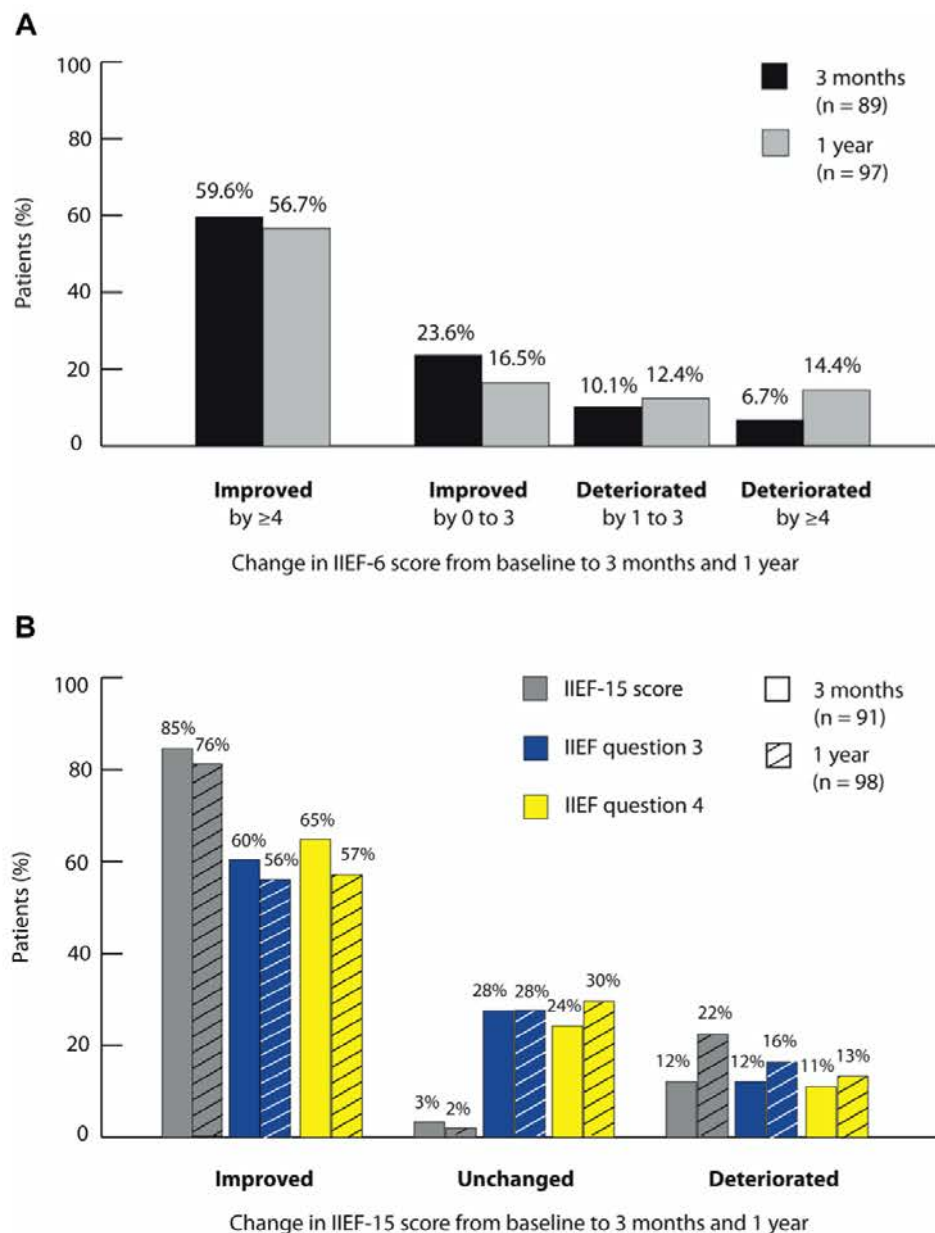 A
100
80
60
40
20
0
Patients (%)
3 months
(n = 89)
1 year
(n = 97)
59.6%
56.7%
23.6%
16.5%
10.1%
12.4%
6.7%
14.4%
Improved
by ≥4
Improved
by 0 to 3
Deteriorated
by 1 to 3
Deteriorated
by ≥4
Change in IIEF-6 score from baseline to 3 months and 1 year
B
100
80
60
40
20
0
Patients (%)
IIEF-15 score
IIEF question 3
IIEF question 4
3 months
(n = 91)
1 year
(n = 98)
85%
76%
60%
56%
65%
57%
3%
2%
28%
28%
24%
30%
12%
22%
12%
16%
11%
13%
Improved
Unchanged
Deteriorated
Change in IIEF-15 score from baseline to 3 months and 1 year